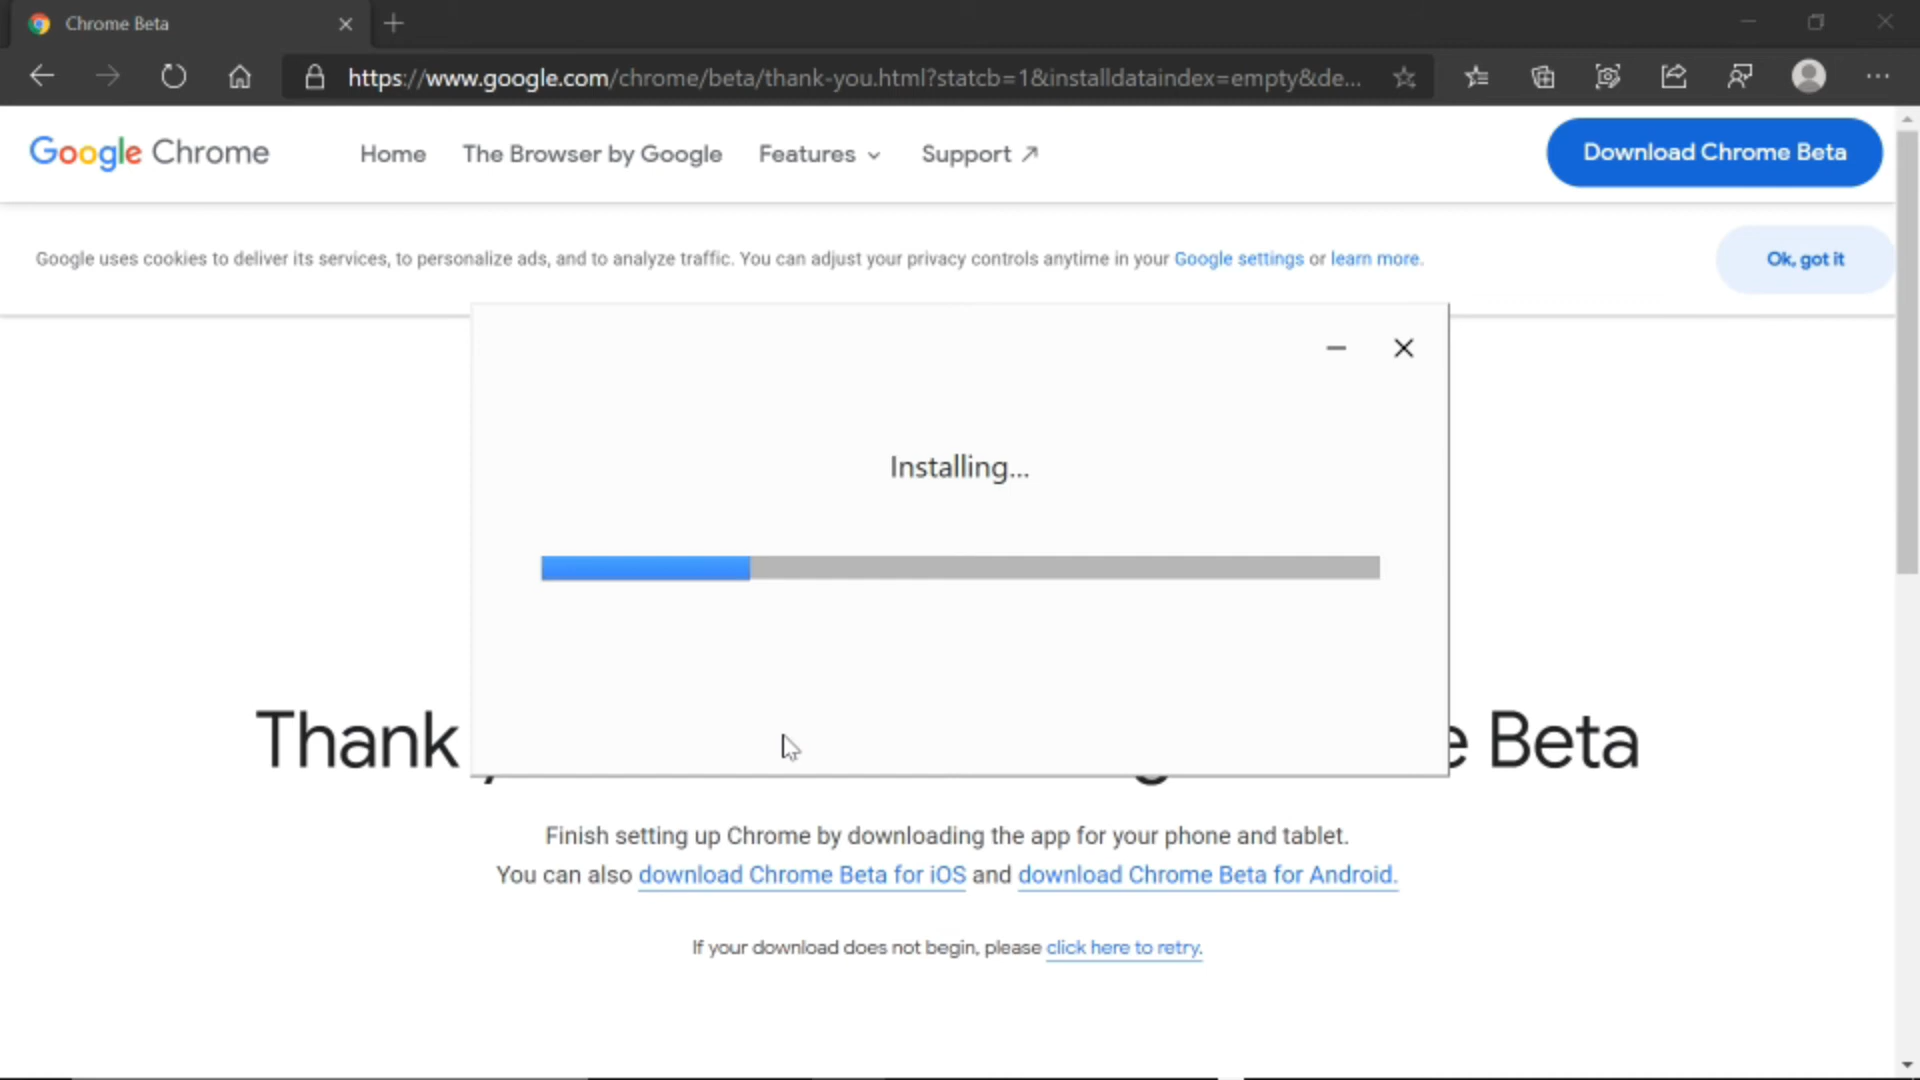 Chrome Beta
https://www.google.com/chrome/beta/thank-you.html?statcb=1&installdataindex=empty&de...
Google Chrome
Home
The Browser by Google
Features
Support
Download Chrome Beta
Google uses cookies to deliver its services, to personalize ads, and to analyze traffic. You can adjust your privacy controls anytime in your Google settings or learn more.
Ok, got it
Installing...
Thank
Beta
Finish setting up Chrome by downloading the app for your phone and tablet.
You can also download Chrome Beta for iOS and download Chrome Beta for Android.
If your download does not begin, please click here to retry.